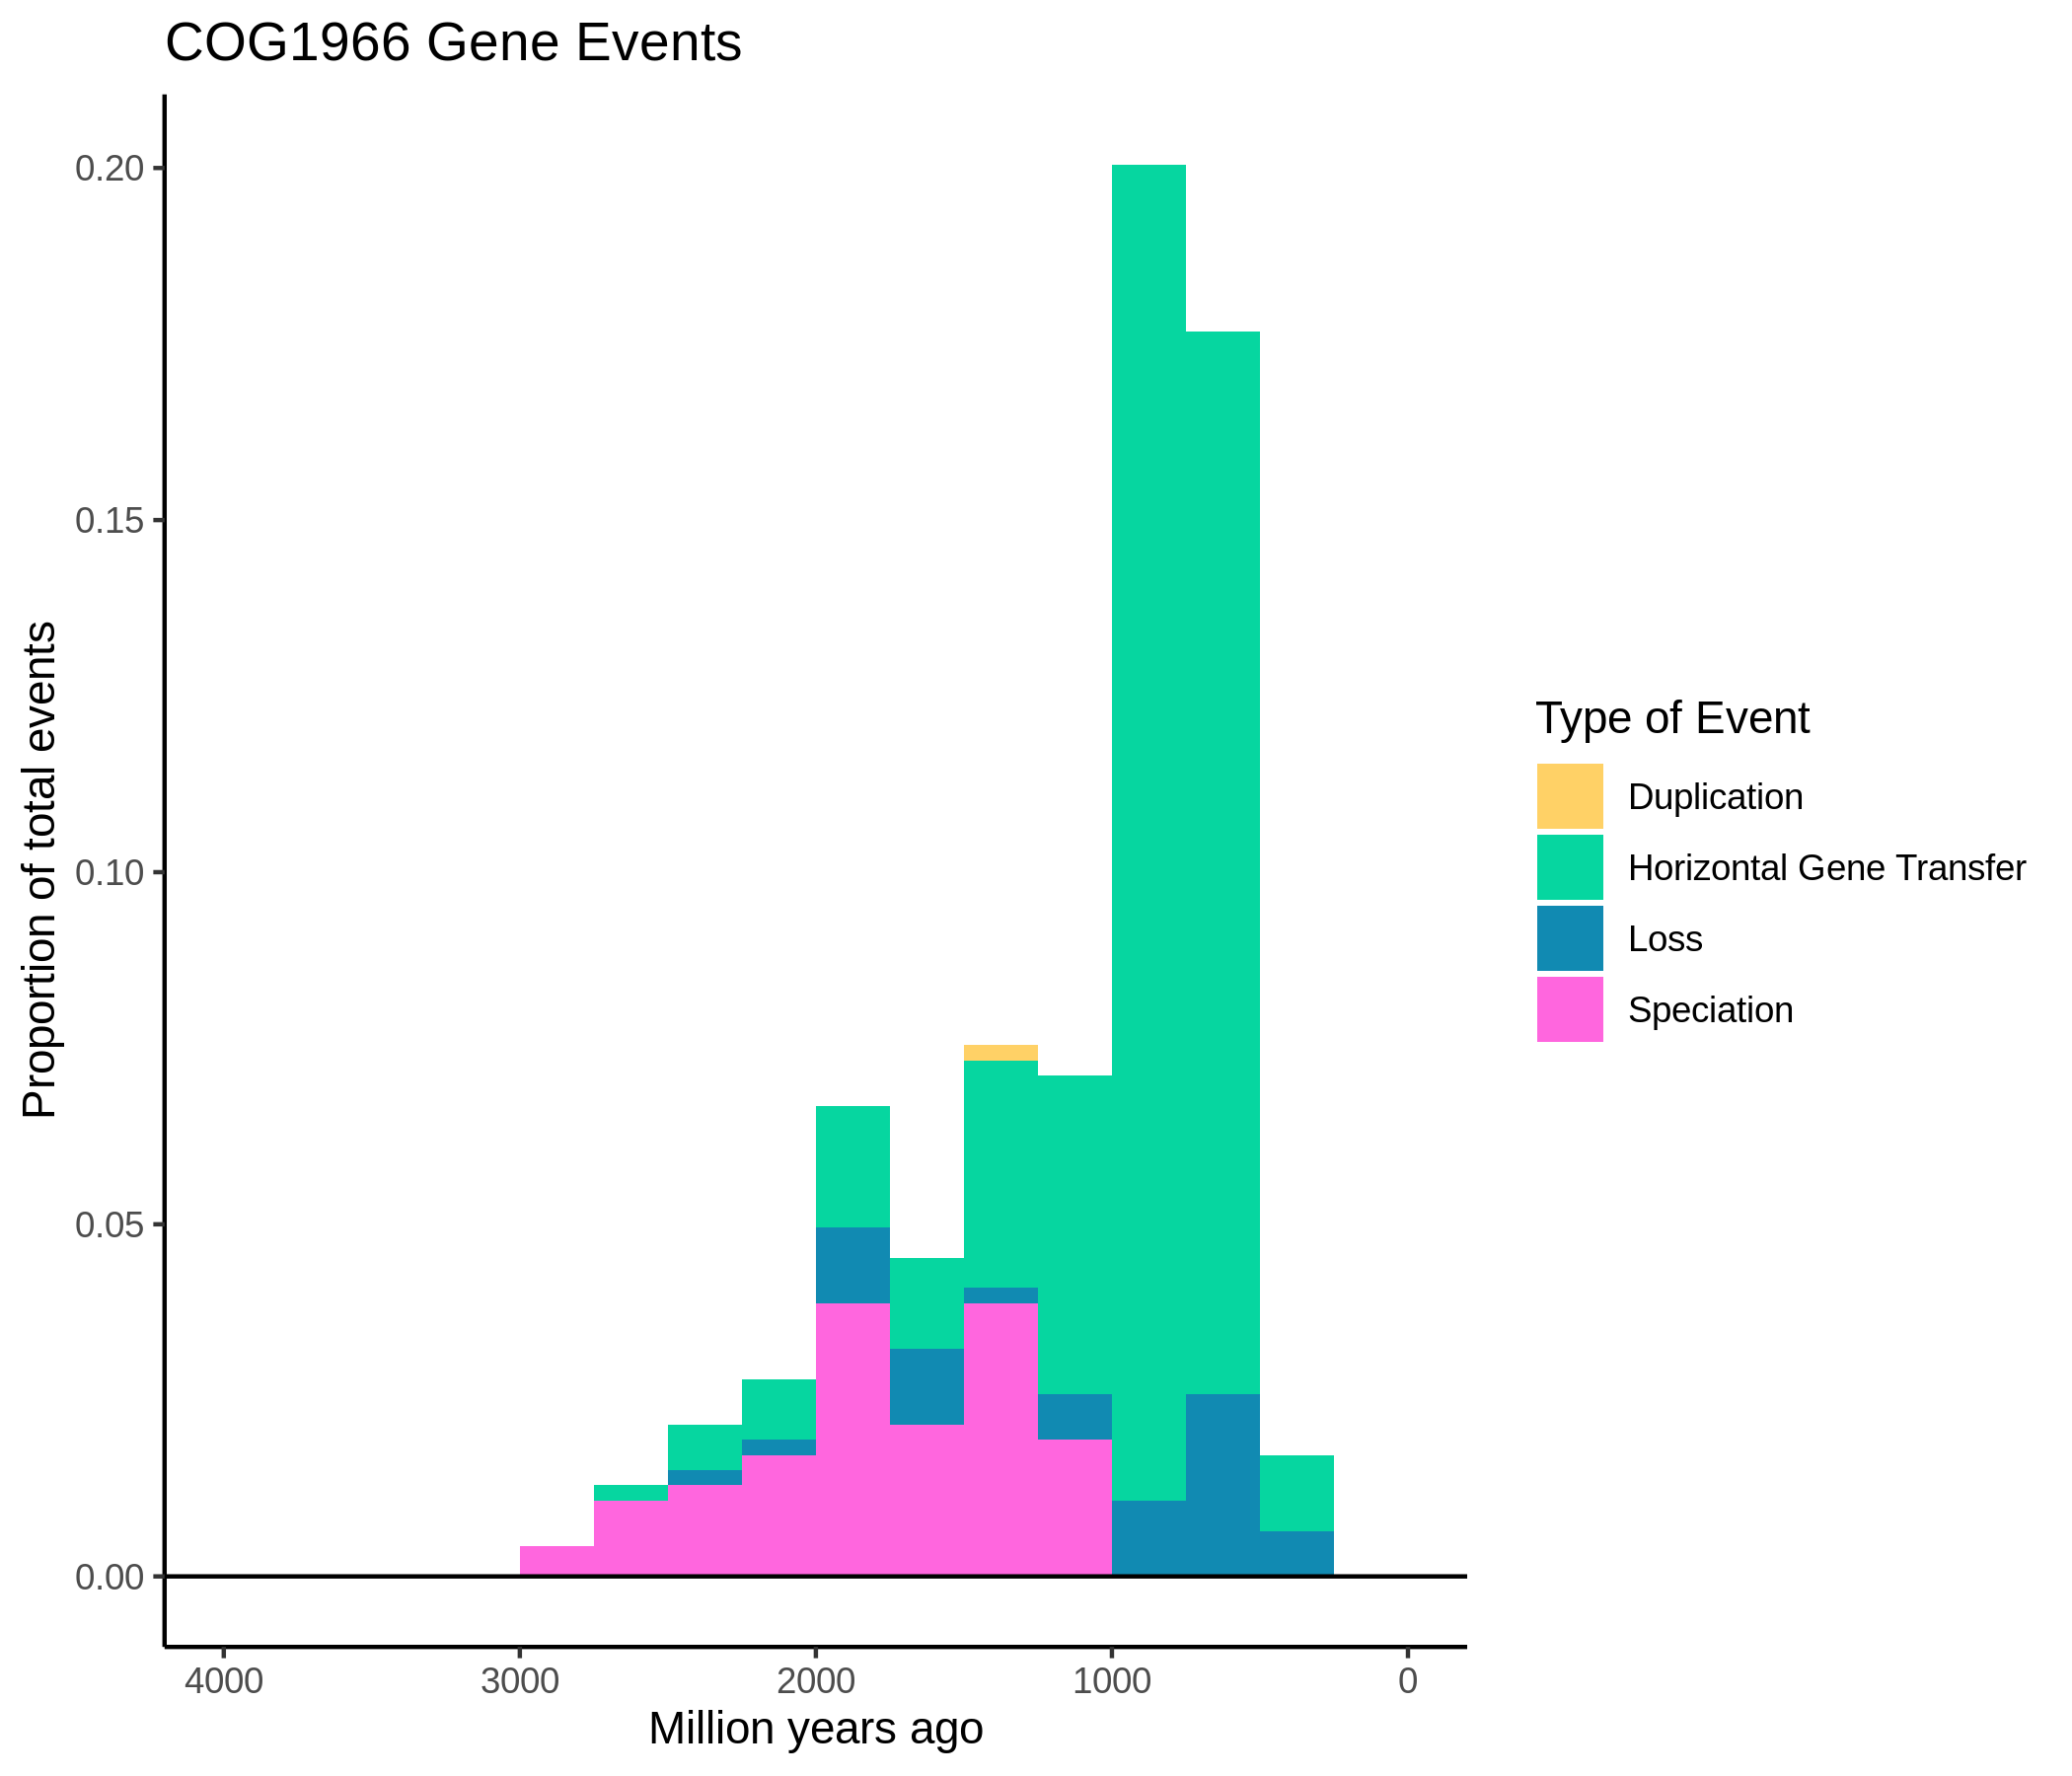 COG1966 Gene Events
0.20
0.15
0.10
0.05
0.00
Proportion of total events
4000 3000 2000 1000 0
Million years ago
Type of Event
Duplication
Horizontal Gene Transfer
Loss
Speciation